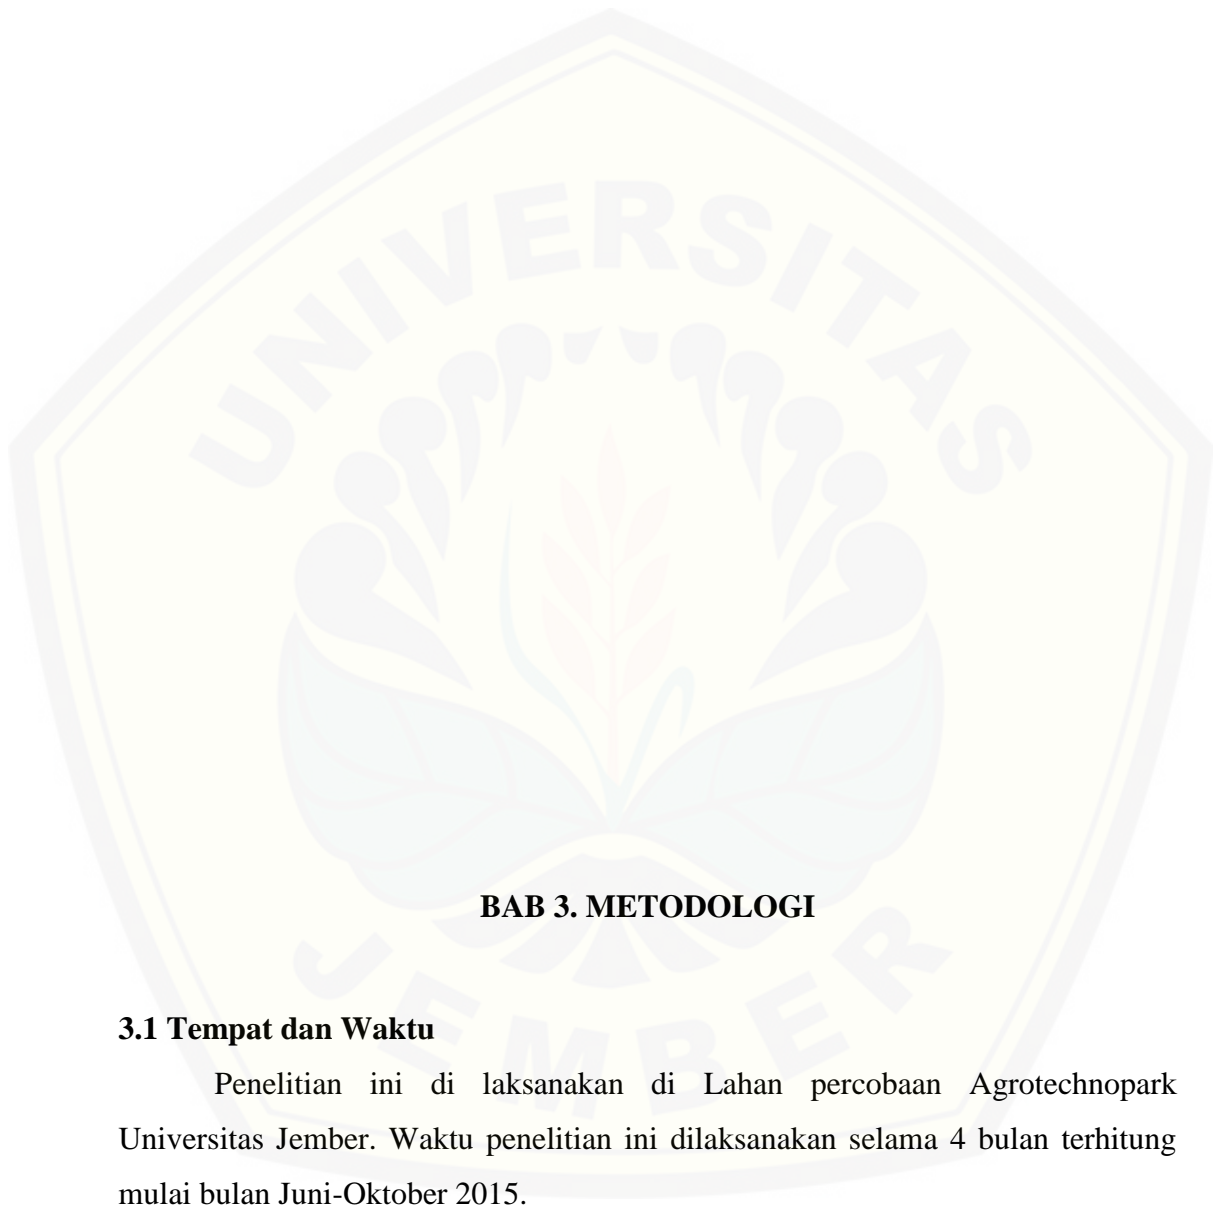 UNIVERSITAS
BAB 3. METODOLOGI
JEMBER
3.1 Tempat dan Waktu
Penelitian ini di laksanakan di Lahan percobaan Agrotechnopark
Universitas Jember. Waktu penelitian ini dilaksanakan selama 4 bulan terhitung
mulai bulan Juni-Oktober 2015.